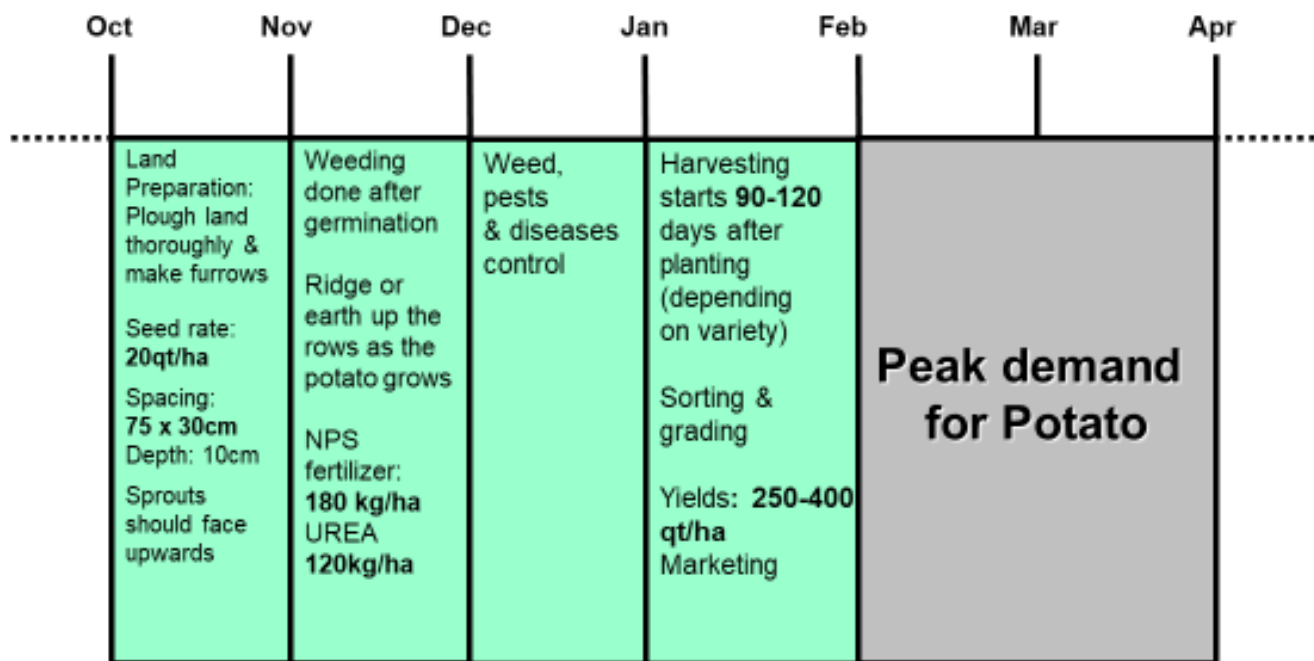 Oct Nov Dec Jan Feb Mar Apr
Land
Preparation:
Plough land
thoroughly &
make furrows
Seed rate:
20qt/ha
Spacing:
75 x 30cm
Depth: 10cm
Sprouts
should face
upwards
Weeding
done after
germination
Ridge or
earth up the
rows as the
potato grows
NPS
fertilizer:
180 kg/ha
UREA
120kg/ha
Weed,
pests
& diseases
control
Harvesting
starts 90-120
days after
planting
(depending
on variety)
Sorting &
grading
Yields: 250-400
qt/ha
Marketing
Peak demand
for Potato